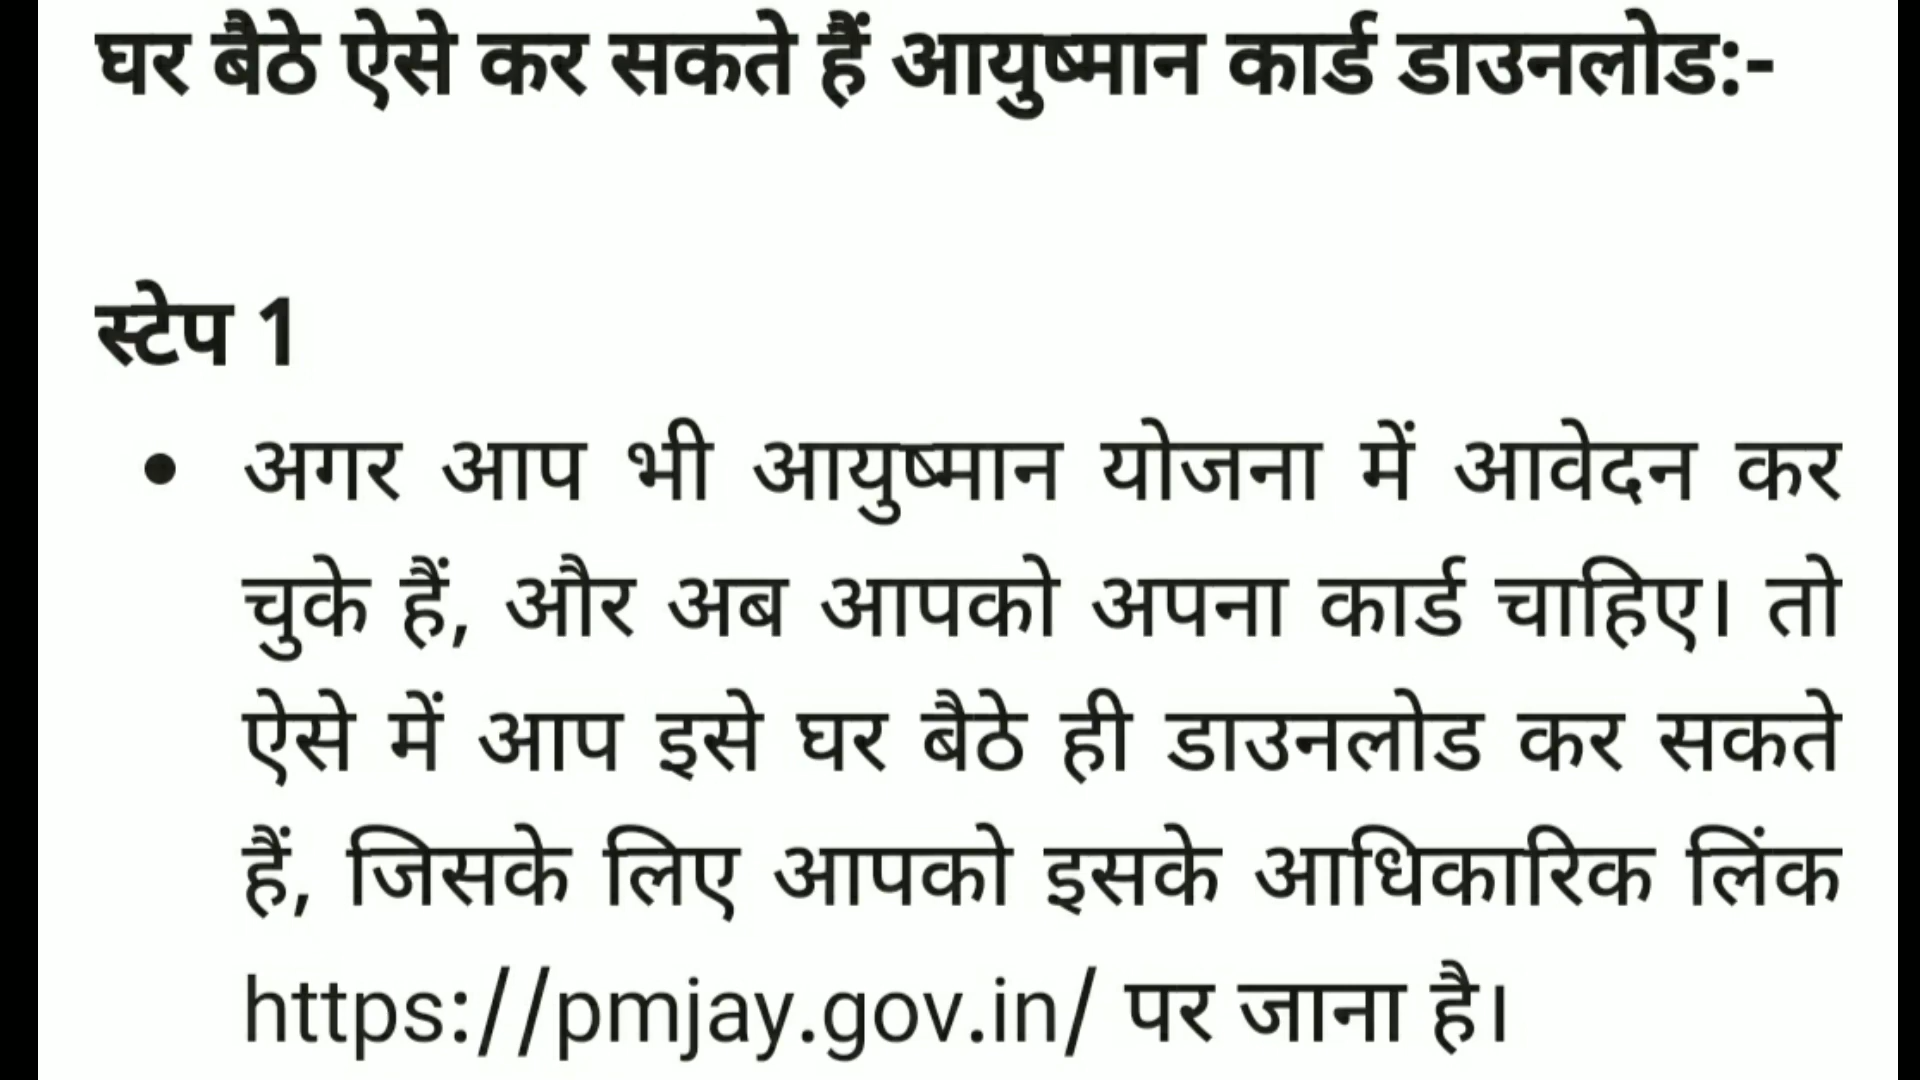 घर बैठे ऐसे कर सकते हैं आयुष्मान कार्ड डाउनलोड:-
स्टेप 1
• अगर आप भी आयुष्मान योजना में आवेदन कर
चुके हैं, और अब आपको अपना कार्ड चाहिए। तो
ऐसे में आप इसे घर बैठे ही डाउनलोड कर सकते
हैं, जिसके लिए आपको इसके आधिकारिक लिंक
https://pmjay.gov.in/ पर जाना है।